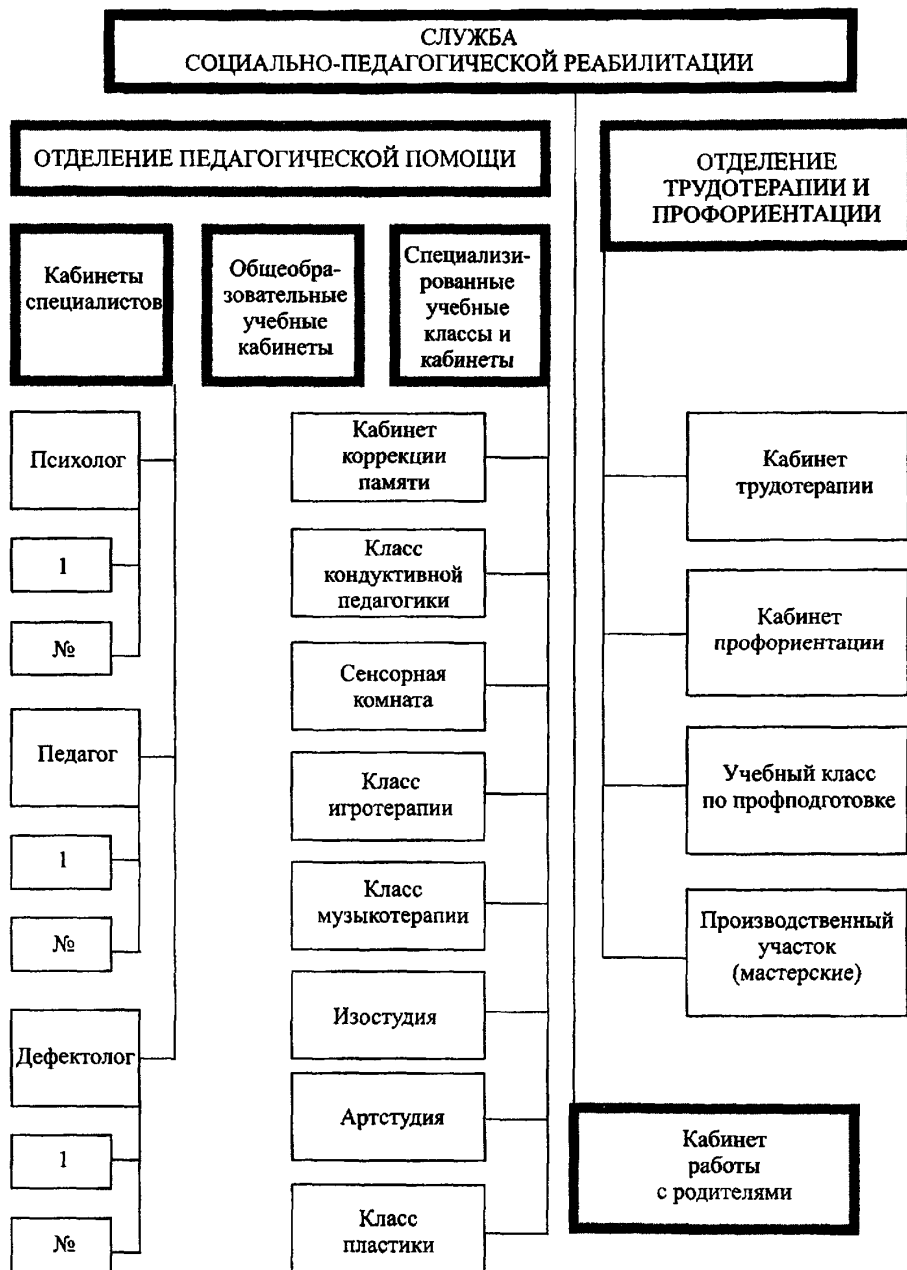 СЛУЖБА
СОЦИАЛЬНО-ПЕДАГОГИЧЕСКОЙ РЕАБИЛИТАЦИИ
ОТДЕЛЕНИЕ ПЕДАГОГИЧЕСКОЙ ПОМОЩИ
ОТДЕЛЕНИЕ
ТРУДОТЕРАПИИ И
ПРОФОРИЕНТАЦИИ
Кабинеты
специалистов
Общеобра-
зовательные
учебные
кабинеты
Специализи-
рованные
учебные
классы и
кабинеты
Психолог
1
№
Педагог
1
№
Дефектолог
1
№
Кабинет
коррекции
памяти
Класс
кондуктивной
педагогики
Сенсорная
комната
Класс
игротерапии
Класс
музыкотерапии
Изостудия
Артстудия
Класс
пластики
Кабинет
трудотерапии
Кабинет
профориентации
Учебный класс
по профподготовке
Производственный
участок
(мастерские)
Кабинет
работы
с родителями